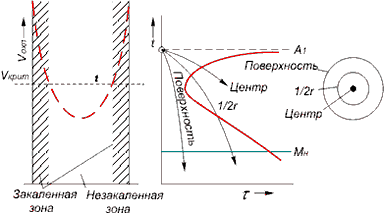 Vохл
Vкрит
t
Закаленная зона
Незакаленная зона
t
A1
Поверхность
Центр
1/2r
Mн
τ
Поверхность
1/2r
Центр